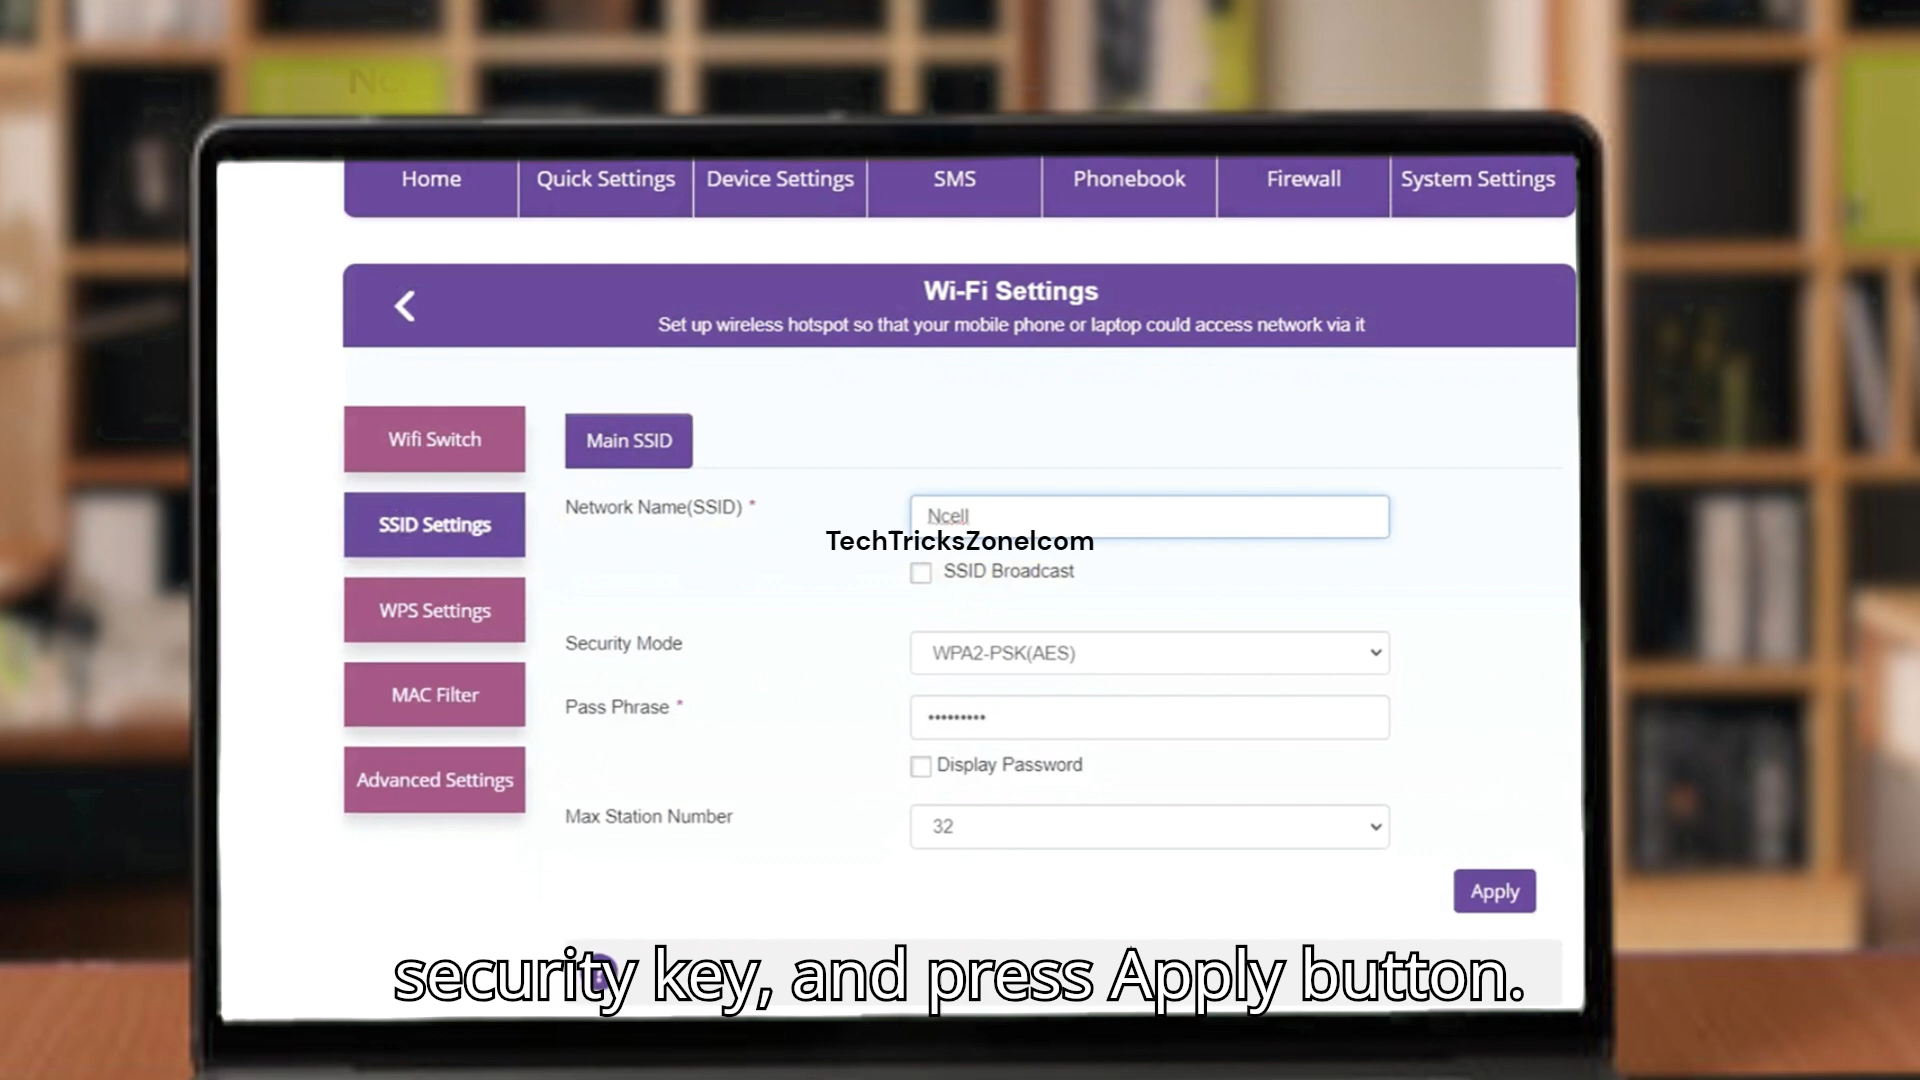 Home Quick Settings Device Settings SMS Phonebook Firewall System Settings
Wi-Fi Settings
Set up wireless hotspot so that your mobile phone or laptop could access network via it
Wifi Switch
SSID Settings
WPS Settings
MAC Filter
Advanced Settings
Main SSID
Network Name(SSID) *
Ncell
TechTricksZonelcom
SSID Broadcast
Security Mode
WPA2-PSK(AES)
Pass Phrase *
•••••••••
Display Password
Max Station Number
32
Apply
security key, and press Apply button.